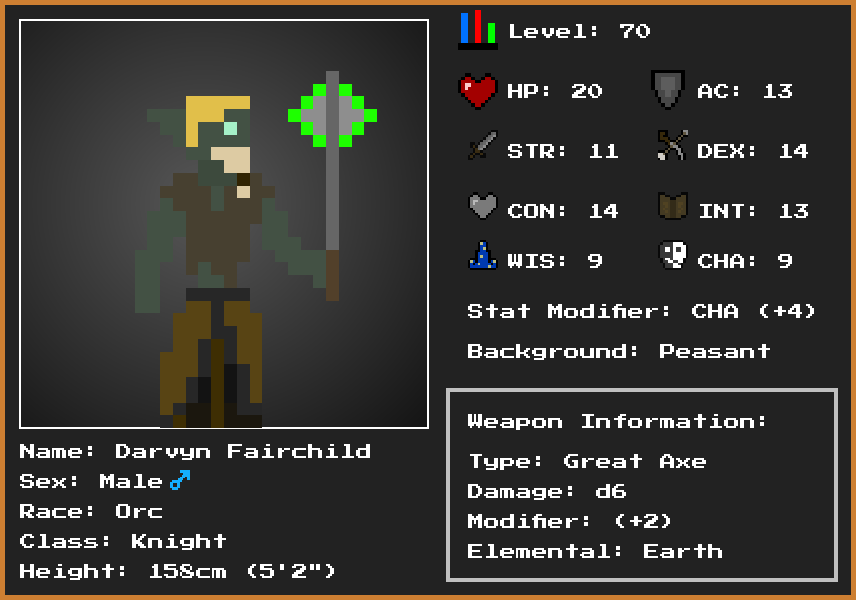 Level: 70
HP: 20 AC: 13
STR: 11 DEX: 14
CON: 14 INT: 13
WIS: 9 CHA: 9
Stat Modifier: CHA (+4)
Background: Peasant
Weapon Information:
Type: Great Axe
Damage: d6
Modifier: (+2)
Elemental: Earth
Name: Darvyn Fairchild
Sex: Male ♂
Race: Orc
Class: Knight
Height: 158cm (5'2")